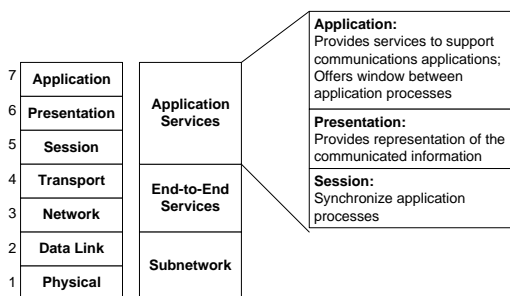 7 Application
6 Presentation
5 Session
4 Transport
3 Network
2 Data Link
1 Physical
Application
Services
End-to-End
Services
Subnetwork
Application:
Provides services to support
communications applications;
Offers window between
application processes
Presentation:
Provides representation of the
communicated information
Session:
Synchronize application
processes